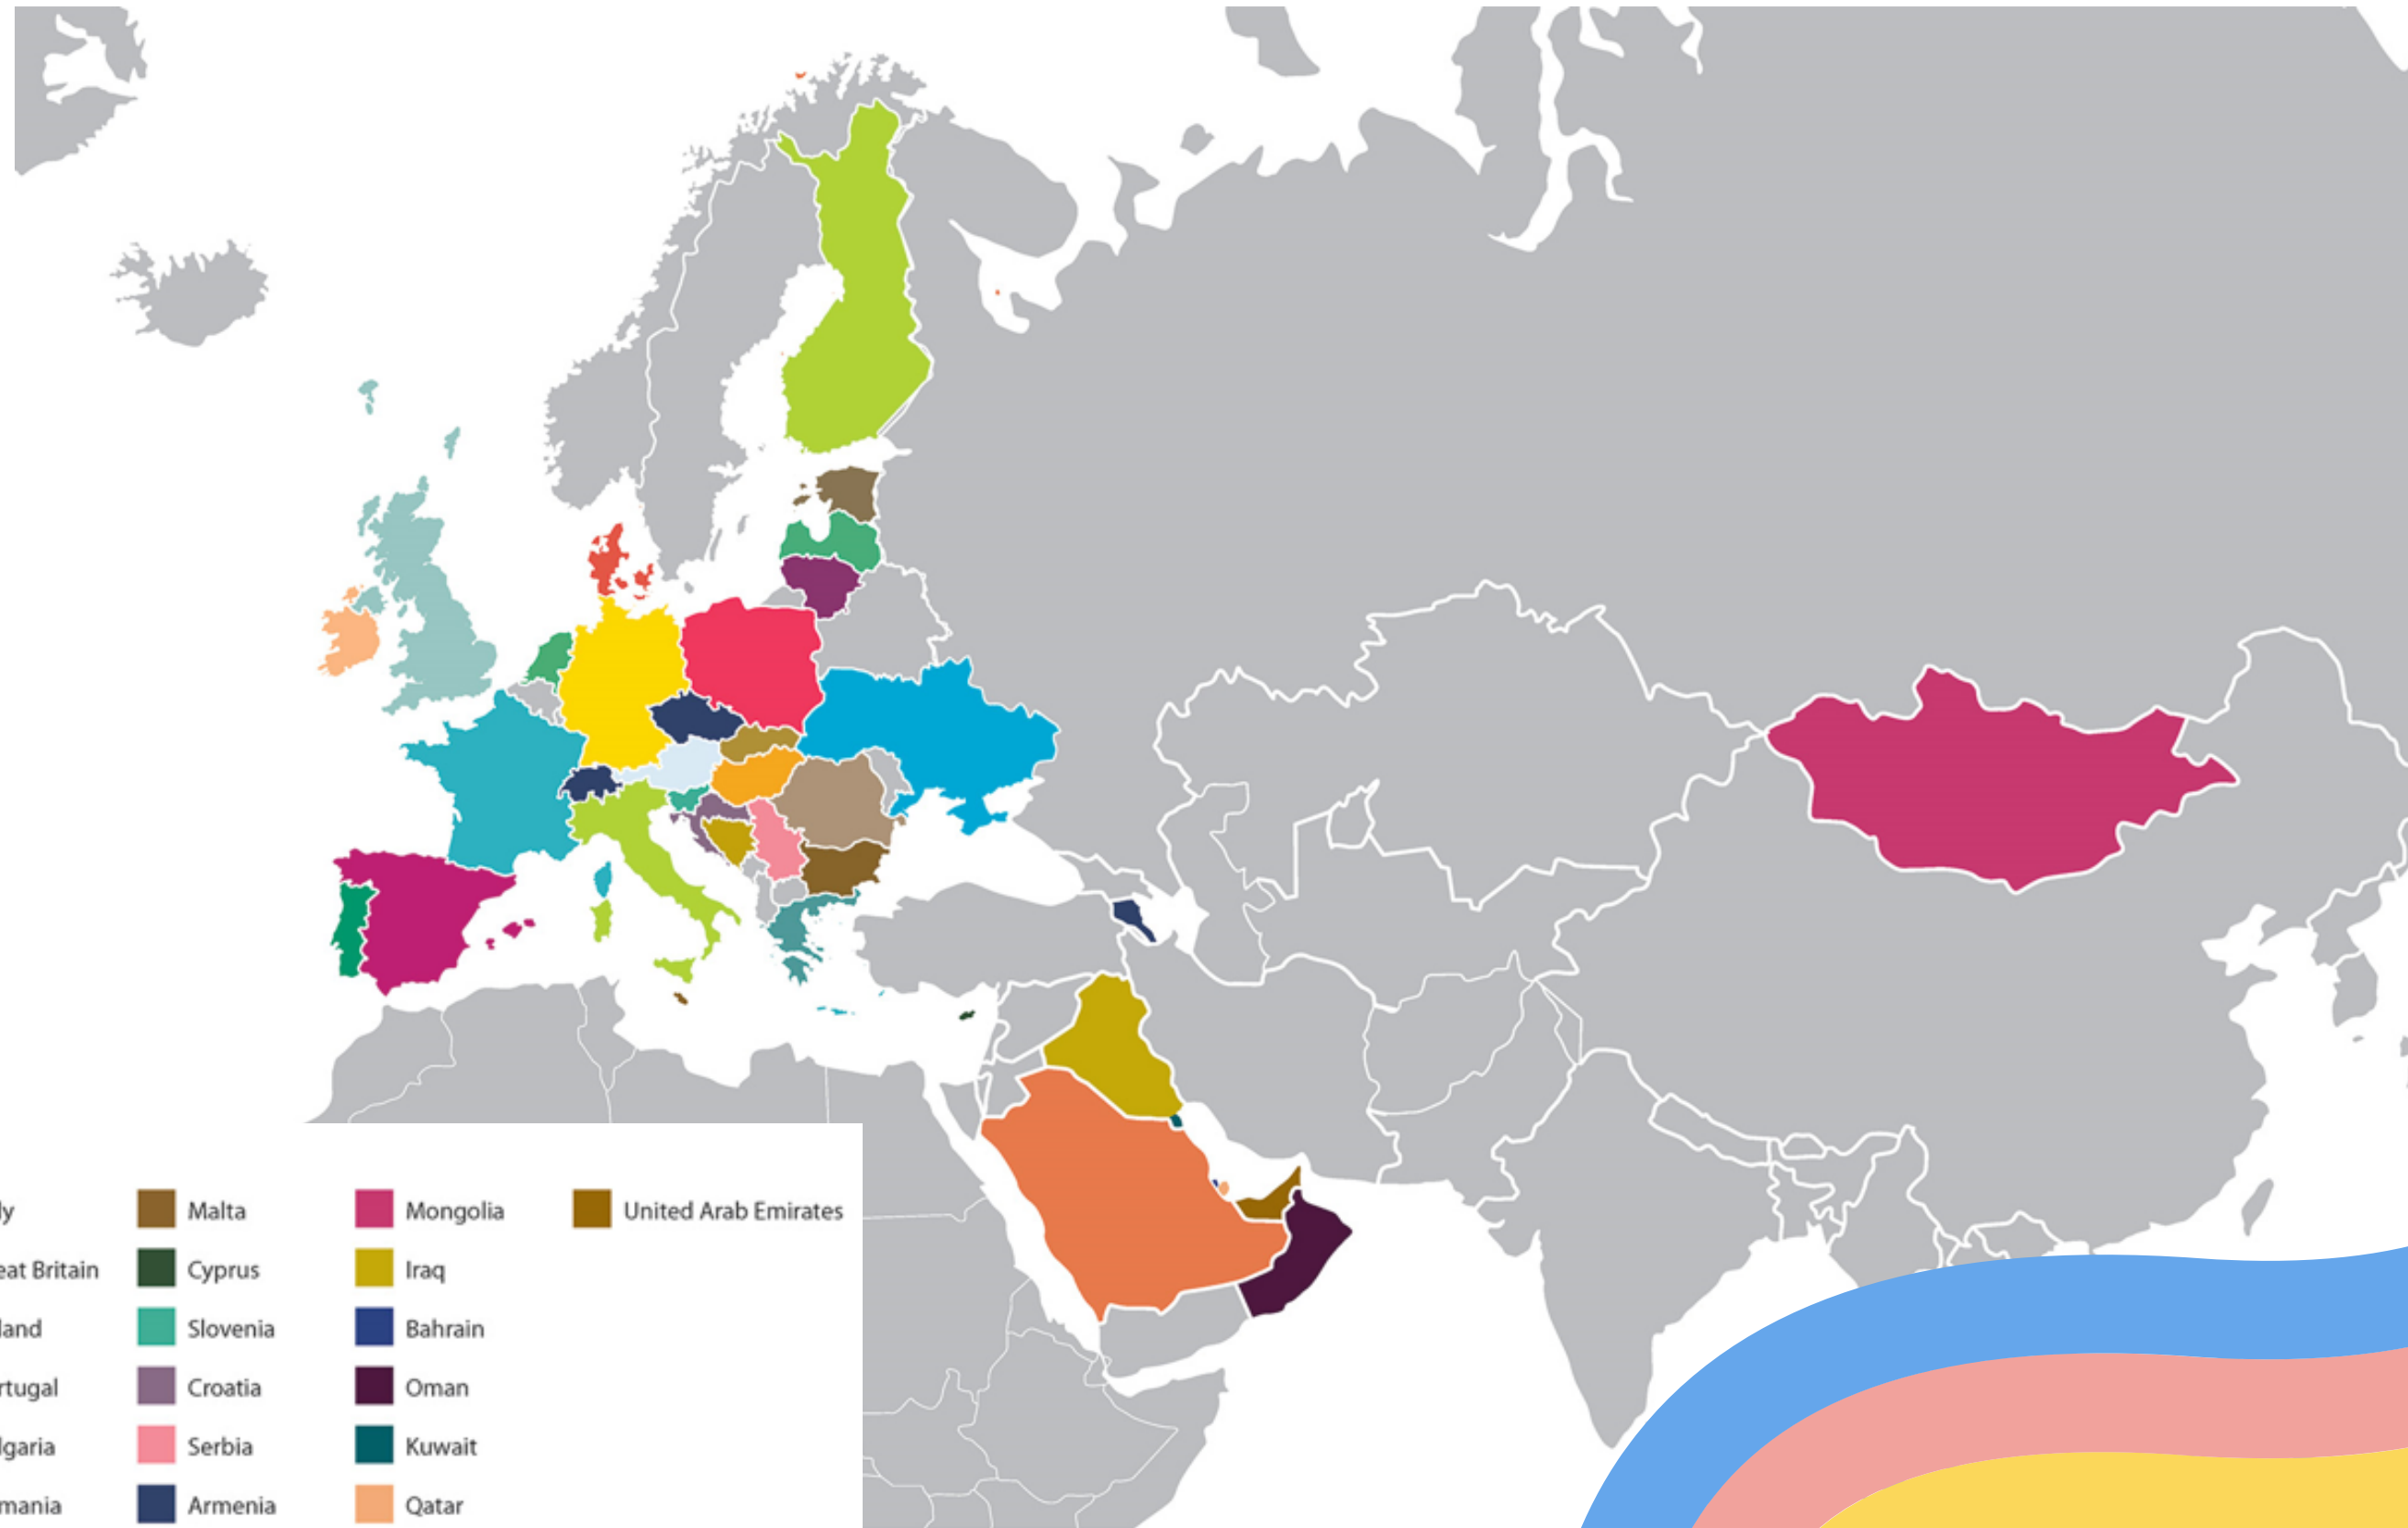 ly
Malta
Mongolia
United Arab Emirates
eat Britain
Cyprus
Iraq
land
Slovenia
Bahrain
rtugal
Croatia
Oman
lgaria
Serbia
Kuwait
mania
Armenia
Qatar